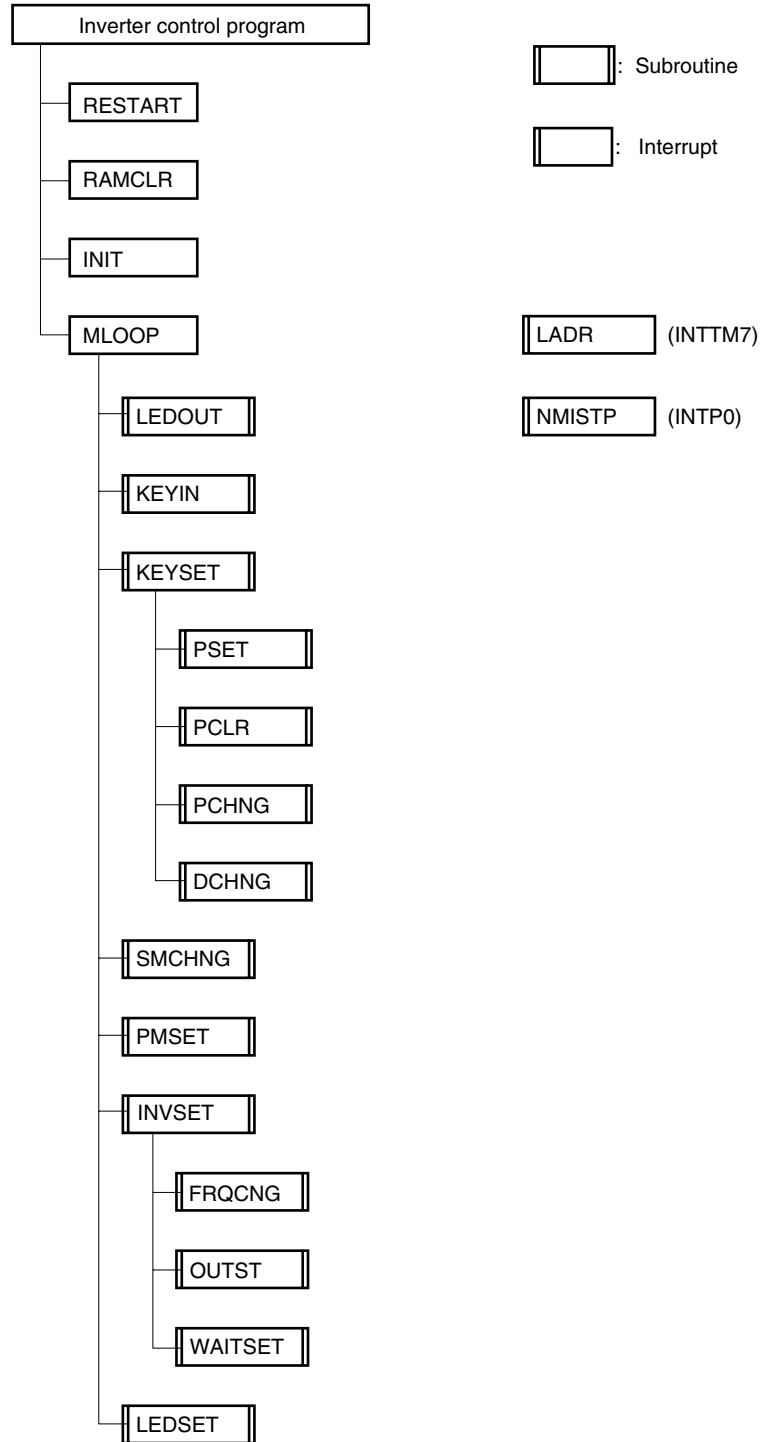 Inverter control program
: Subroutine
RESTART
: Interrupt
RAMCLR
INIT
MLOOP
LADR (INTTM7)
LEDOUT
NMISTP (INTP0)
KEYIN
KEYSET
PSET
PCLR
PCHNG
DCHNG
SMCHNG
PMSET
INVSET
FRQCNG
OUTST
WAITSET
LEDSET